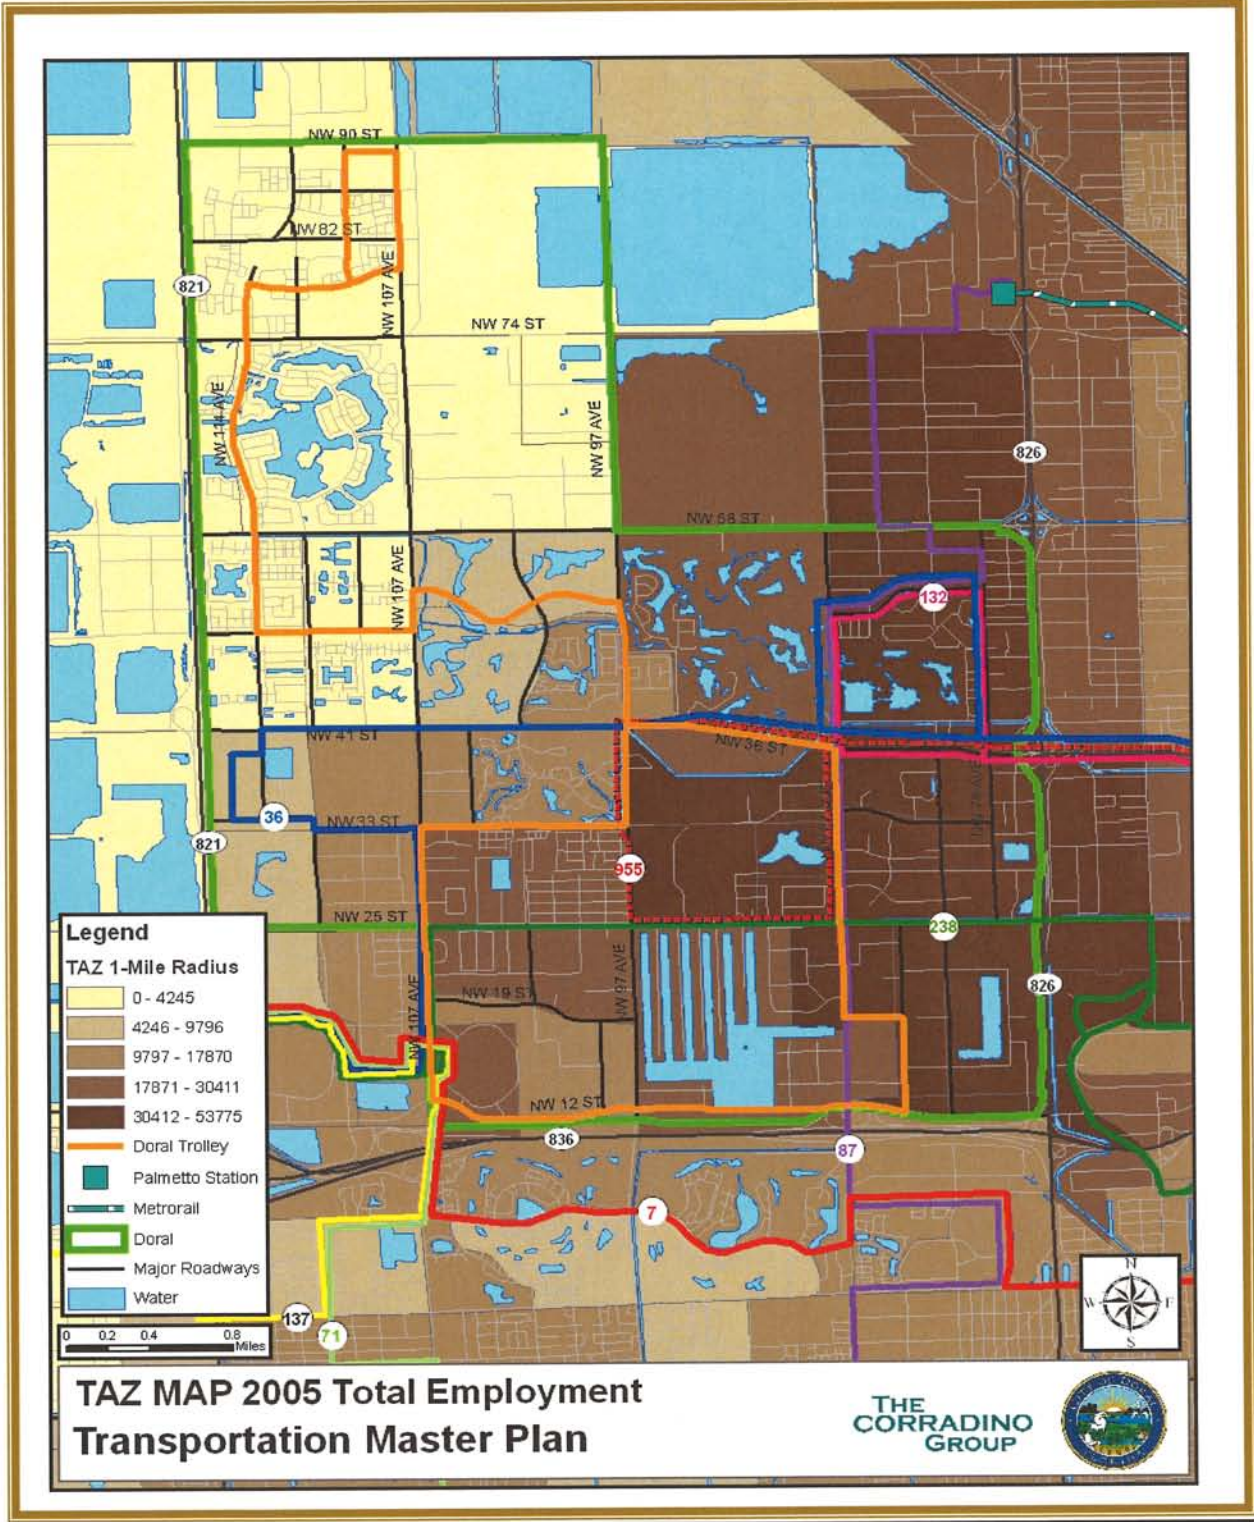 NW 90 ST
NW 82 ST
821
NW 107 AVE
NW 74 ST
NW 114 AVE
NW 97 AVE
826
NW 58 ST
NW 107 AVE
132
NW 41 ST
NW 36 ST
36
NW 33 ST
821
955
NW 25 ST
238
NW 97 AVE
826
NW 107 AVE
NW 19 ST
NW 12 ST
836
87
7
137
71
Legend
TAZ 1-Mile Radius
0 - 4245
4246 - 9796
9797 - 17870
17871 - 30411
30412 - 53775
Doral Trolley
Palmetto Station
Metrorail
Doral
Major Roadways
Water
0 0.2 0.4 0.8
Miles
N
W E
S
TAZ MAP 2005 Total Employment
Transportation Master Plan
THE
CORRADINO
GROUP